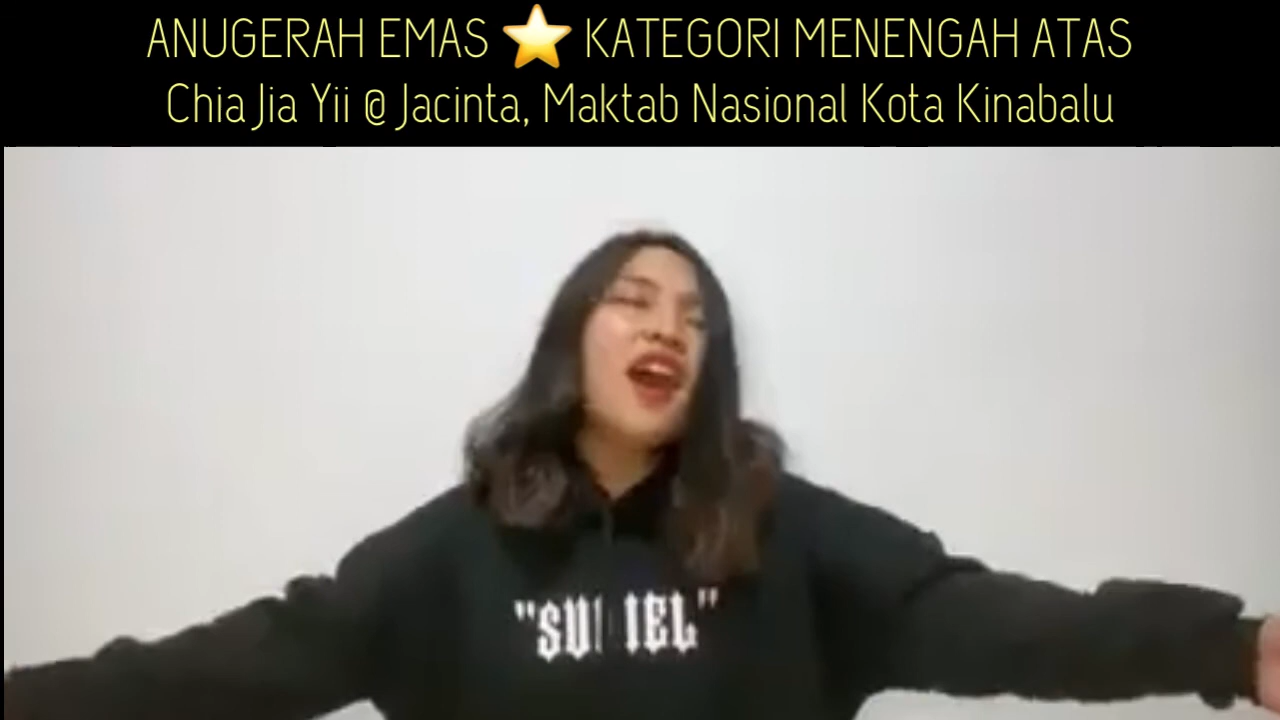 ANUGERAH EMAS ⭐ KATEGORI MENENGAH ATAS
Chia Jia Yii @ Jacinta, Maktab Nasional Kota Kinabalu